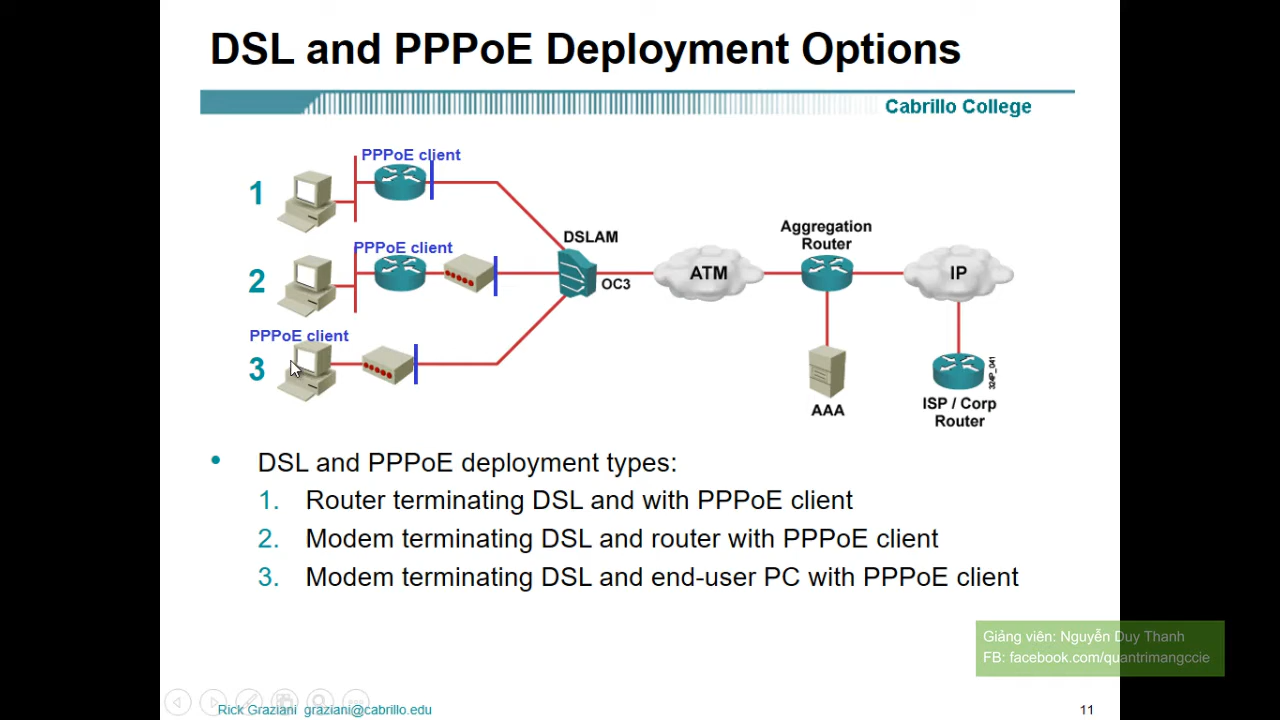 DSL and PPPoE Deployment Options
Cabrillo College
PPPoE client
1
PPPoE client
2
PPPoE client
3
DSLAM
OC3
ATM
Aggregation
Router
IP
AAA
324P_041
ISP / Corp
Router
• DSL and PPPoE deployment types:
1. Router terminating DSL and with PPPoE client
2. Modem terminating DSL and router with PPPoE client
3. Modem terminating DSL and end-user PC with PPPoE client
Giảng viên: Nguyễn Duy Thanh
FB: facebook.com/quantrimangccie
Rick Graziani graziani@cabrillo.edu
11